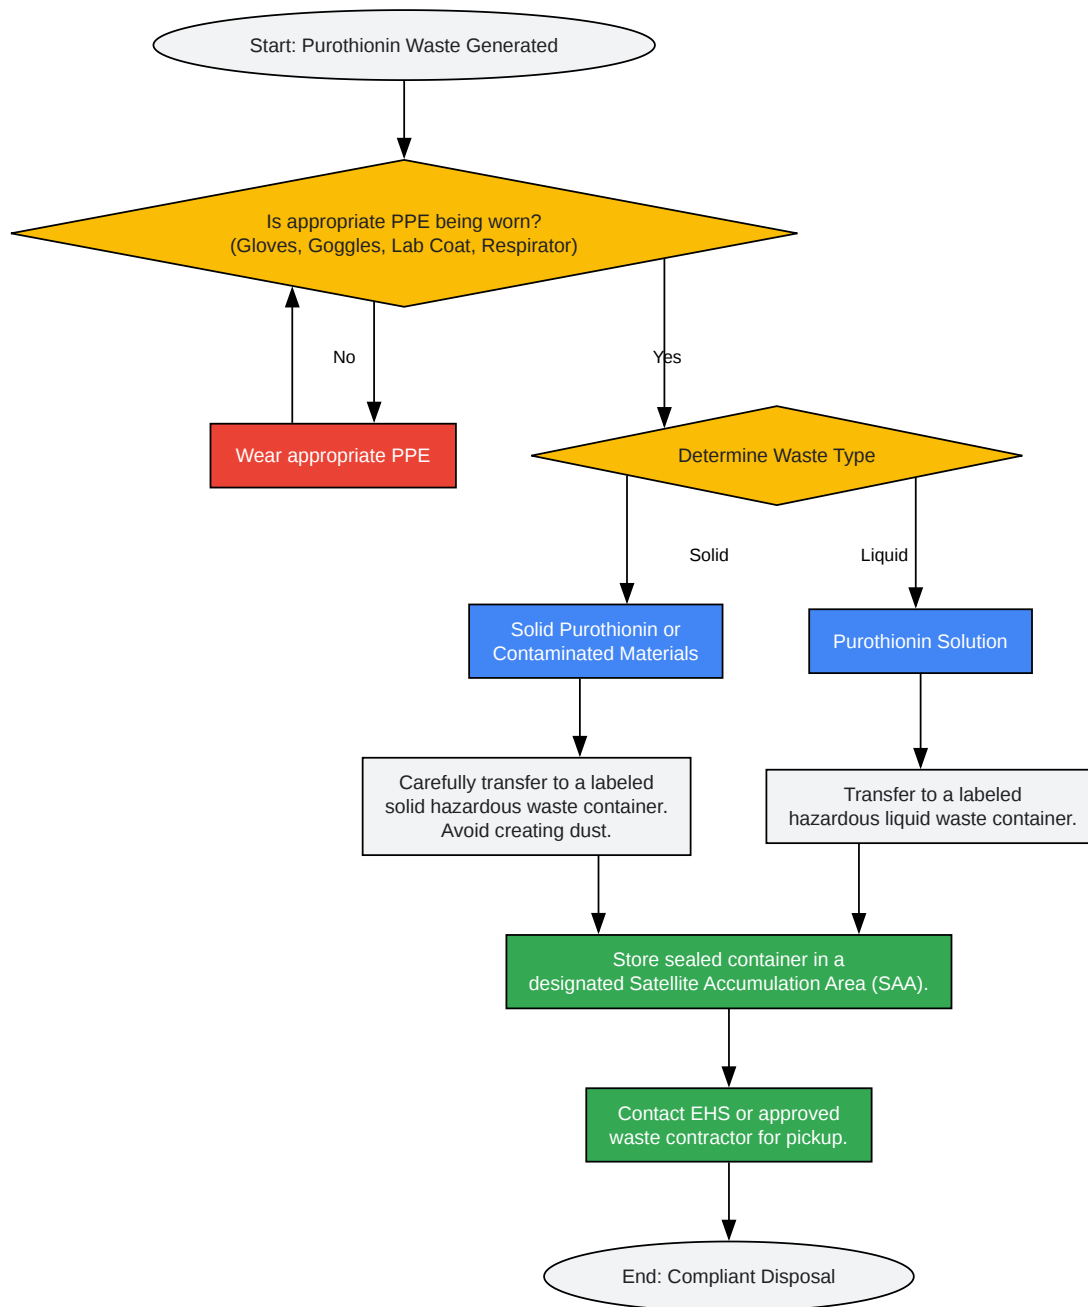 Start: Purothionin Waste Generated
Is appropriate PPE being worn?
(Gloves, Goggles, Lab Coat, Respirator)
No
Yes
Wear appropriate PPE
Determine Waste Type
Solid
Liquid
Solid Purothionin or
Contaminated Materials
Purothionin Solution
Carefully transfer to a labeled
solid hazardous waste container.
Avoid creating dust.
Transfer to a labeled
hazardous liquid waste container.
Store sealed container in a
designated Satellite Accumulation Area (SAA).
Contact EHS or approved
waste contractor for pickup.
End: Compliant Disposal